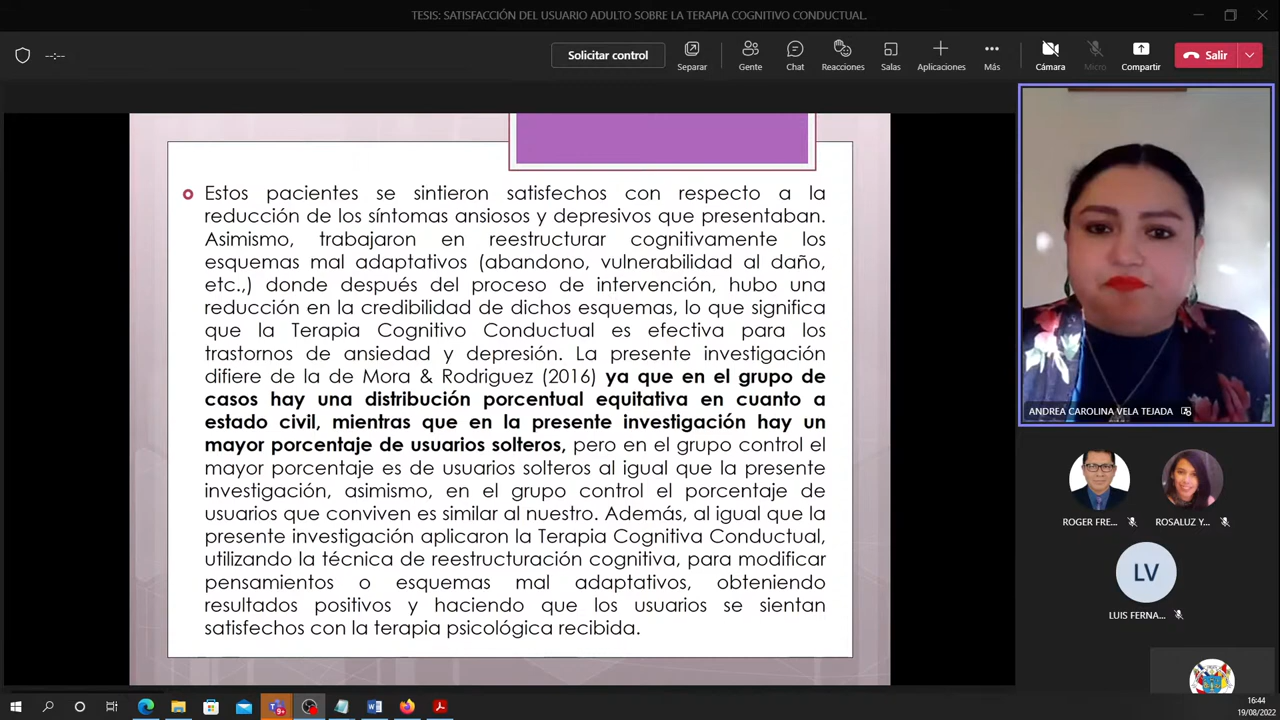 TESIS: SATISFACCIÓN DEL USUARIO ADULTO SOBRE LA TERAPIA COGNITIVO CONDUCTUAL.
--:--
Solicitar control
Separar
Gente
Chat
Reacciones
Salas
Aplicaciones
Más
Cámara
Micro
Compartir
Salir
Estos pacientes se sintieron satisfechos con respecto a la
reducción de los síntomas ansiosos y depresivos que presentaban.
Asimismo, trabajaron en reestructurar cognitivamente los
esquemas mal adaptativos (abandono, vulnerabilidad al daño,
etc.,) donde después del proceso de intervención, hubo una
reducción en la credibilidad de dichos esquemas, lo que significa
que la Terapia Cognitivo Conductual es efectiva para los
trastornos de ansiedad y depresión. La presente investigación
difiere de la de Mora & Rodriguez (2016) ya que en el grupo de
casos hay una distribución porcentual equitativa en cuanto a
estado civil, mientras que en la presente investigación hay un
mayor porcentaje de usuarios solteros, pero en el grupo control el
mayor porcentaje es de usuarios solteros al igual que la presente
investigación, asimismo, en el grupo control el porcentaje de
usuarios que conviven es similar al nuestro. Además, al igual que la
presente investigación aplicaron la Terapia Cognitiva Conductual,
utilizando la técnica de reestructuración cognitiva, para modificar
pensamientos o esquemas mal adaptativos, obteniendo
resultados positivos y haciendo que los usuarios se sientan
satisfechos con la terapia psicológica recibida.
ANDREA CAROLINA VELA TEJADA
ROGER FRE...
ROSALUZ Y...
LV
LUIS FERNA...
16:44
19/08/2022